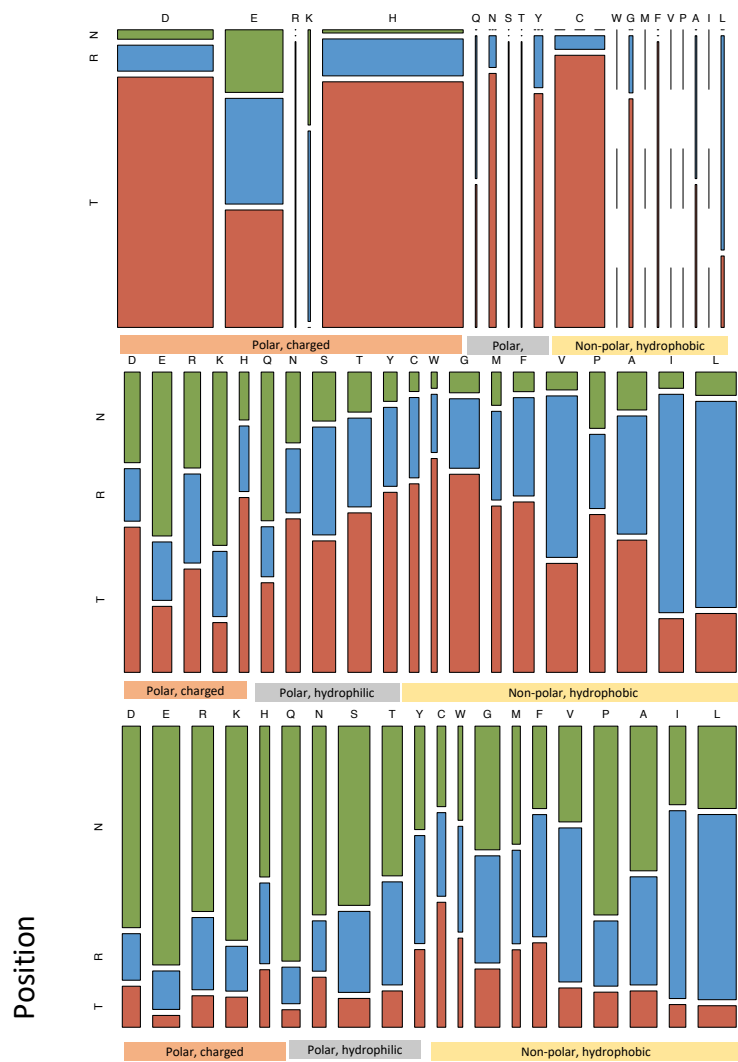 D E R K H Q N S T Y C W G M F V P A I L
N
R
T
Polar, charged Polar, Non-polar, hydrophobic
D E R K H Q N S T Y C W G M F V P A I L
N
R
T
Polar, charged Polar, hydrophilic Non-polar, hydrophobic
D E R K H Q N S T Y C W G M F V P A I L
N
R
T
Position
Polar, charged Polar, hydrophilic Non-polar, hydrophobic